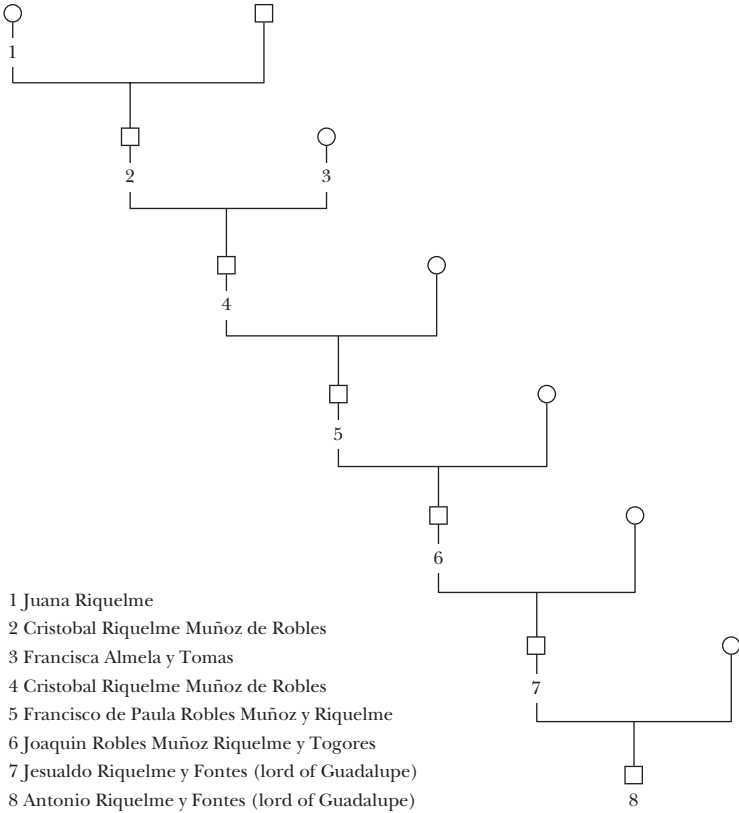 1
2
3
4
5
6
7
8
1 Juana Riquelme
2 Cristobal Riquelme Muñoz de Robles
3 Francisca Almela y Tomas
4 Cristobal Riquelme Muñoz de Robles
5 Francisco de Paula Robles Muñoz y Riquelme
6 Joaquin Robles Muñoz Riquelme y Togores
7 Jesualdo Riquelme y Fontes (lord of Guadalupe)
8 Antonio Riquelme y Fontes (lord of Guadalupe)